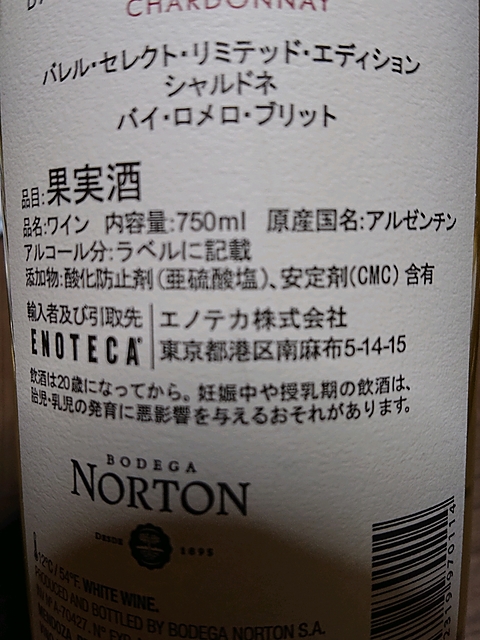 CHARDONNAY
バレル・セレクト・リミテッド・エディション
シャルドネ
バイ・ロメロ・ブリット
品目:果実酒
品名:ワイン 内容量:750ml 原産国名:アルゼンチン
アルコール分:ラベルに記載
添加物:酸化防止剤(亜硫酸塩)、安定剤(CMC)含有
輸入者及び引取先 エノテカ株式会社
ENOTECA® 東京都港区南麻布5-14-15
飲酒は20歳になってから。妊娠中や授乳期の飲酒は、
胎児・乳児の発育に悪影響を与えるおそれがあります。
BODEGA
NORTON
DESDE 1895
12°C/54°F. WHITE WINE.
PRODUCED AND BOTTLED BY BODEGA NORTON S.A.
INV Nº A-70427. Nº
MENDOZA,